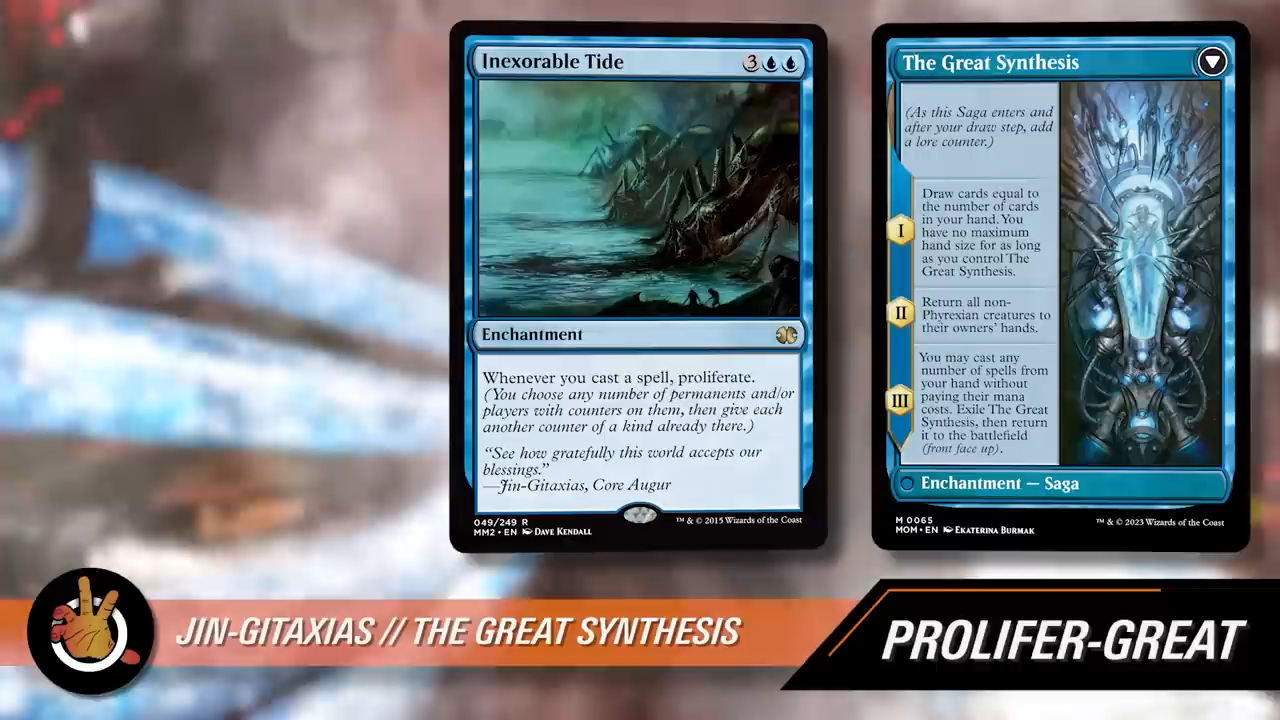 Inexorable Tide
3
Enchantment
Whenever you cast a spell, proliferate.
(You choose any number of permanents and/or
players with counters on them, then give each
another counter of a kind already there.)
"See how gratefully this world accepts our
blessings."
—Jin-Gitaxias, Core Augur
049/249 R
MM2 • EN Dave Kendall
™ & © 2015 Wizards of the Coast
The Great Synthesis
(As this Saga enters and
after your draw step, add
a lore counter.)
I
Draw cards equal to
the number of cards
in your hand. You
have no maximum
hand size for as long
as you control The
Great Synthesis.
II
Return all non-
Phyrexian creatures to
their owners' hands.
III
You may cast any
number of spells from
your hand without
paying their mana
costs. Exile The Great
Synthesis, then return
it to the battlefield
(front face up).
Enchantment — Saga
M 0065
MOM • EN Ekaterina Burmak
™ & © 2023 Wizards of the Coast
JIN-GITAXIAS // THE GREAT SYNTHESIS
PROLIFER-GREAT